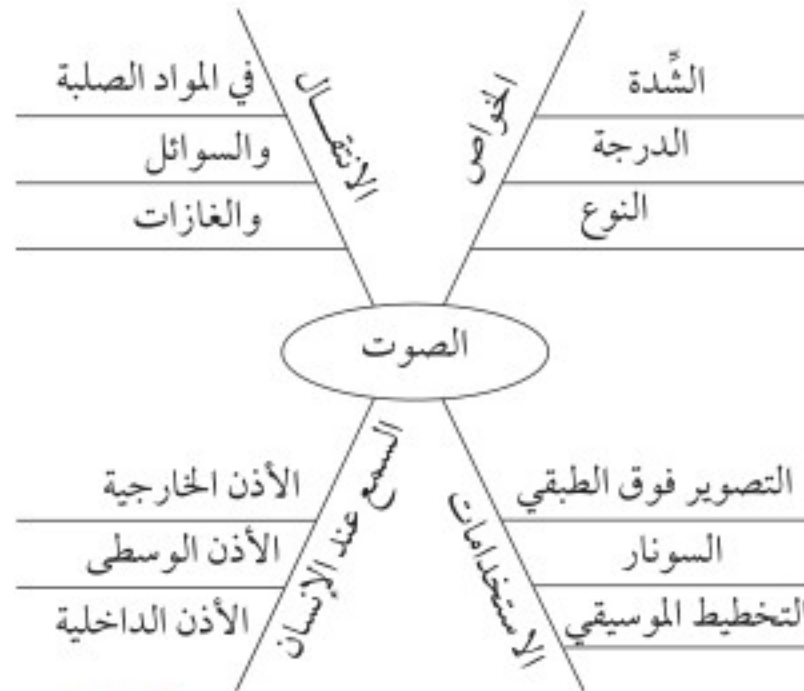 الخواص
الشِّدة
الدرجة
النوع
الانتقال
في المواد الصلبة
والسوائل
والغازات
الصوت
الاستخدامات
التصوير فوق الطبقي
السونار
التخطيط الموسيقي
السمع عند الإنسان
الأذن الخارجية
الأذن الوسطى
الأذن الداخلية